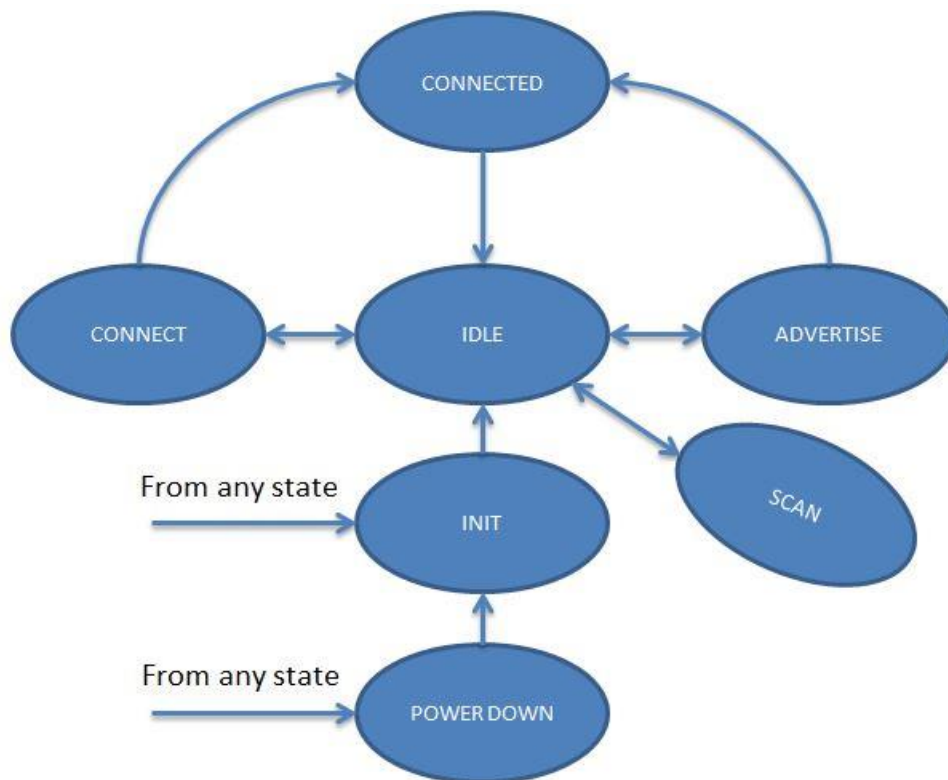 CONNECTED
CONNECT
IDLE
ADVERTISE
From any state
INIT
SCAN
From any state
POWER DOWN